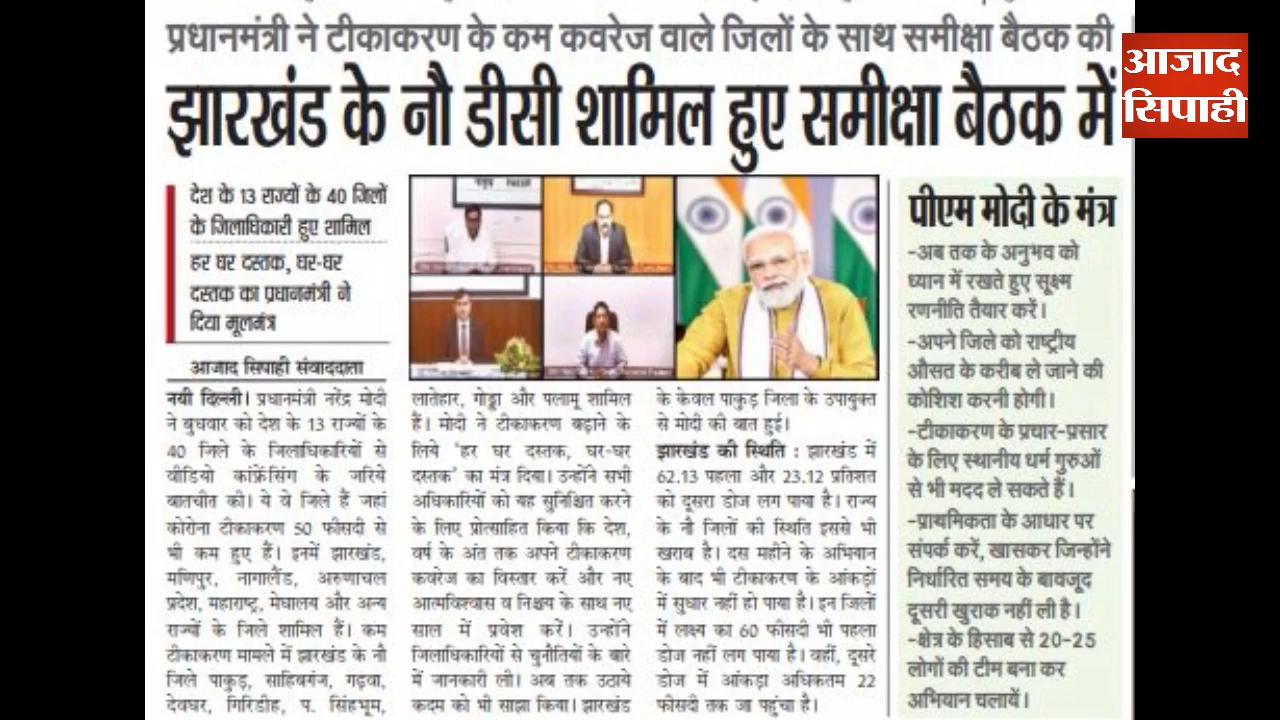 प्रधानमंत्री ने टीकाकरण के कम कवरेज वाले जिलों के साथ समीक्षा बैठक की
झारखंड के नौ डीसी शामिल हुए समीक्षा बैठक में
आजाद
सिपाही
देश के 13 राज्यों के 40 जिलों
के जिलाधिकारी हुए शामिल
हर घर दस्तक, घर-घर
दस्तक का प्रधानमंत्री ने
दिया मूलमंत्र
आजाद सिपाही संवाददाता
नयी दिल्ली। प्रधानमंत्री नरेंद्र मोदी
ने बुधवार को देश के 13 राज्यों के
40 जिले के जिलाधिकारियों से
वीडियो कांफ्रेंसिंग के जरिये
बातचीत की। ये वे जिले हैं जहां
कोरोना टीकाकरण 50 फीसदी से
भी कम हुए हैं। इनमें झारखंड,
मणिपुर, नागालैंड, अरुणाचल
प्रदेश, महाराष्ट्र, मेघालय और अन्य
राज्यों के जिले शामिल हैं। कम
टीकाकरण मामले में झारखंड के नौ
जिले पाकुड़, साहिबगंज, गढ़वा,
देवघर, गिरिडीह, प. सिंहभूम,
लातेहार, गोड्डा और पलामू शामिल
हैं। मोदी ने टीकाकरण बढ़ाने के
लिये 'हर घर दस्तक, घर-घर
दस्तक' का मंत्र दिया। उन्होंने सभी
अधिकारियों को यह सुनिश्चित करने
के लिए प्रोत्साहित किया कि देश,
वर्ष के अंत तक अपने टीकाकरण
कवरेज का विस्तार करें और नए
आत्मविश्वास व निश्चय के साथ नए
साल में प्रवेश करें। उन्होंने
जिलाधिकारियों से चुनौतियों के बारे
में जानकारी ली। अब तक उठाये
कदम को भी साझा किया। झारखंड
के केवल पाकुड़ जिला के उपायुक्त
से मोदी की बात हुई।
झारखंड की स्थिति : झारखंड में
62.13 पहला और 23.12 प्रतिशत
को दूसरा डोज लग पाया है। राज्य
के नौ जिलों की स्थिति इससे भी
खराब है। दस महीने के अभियान
के बाद भी टीकाकरण के आंकड़ों
में सुधार नहीं हो पाया है। इन जिलों
में लक्ष्य का 60 फीसदी भी पहला
डोज नहीं लग पाया है। वहीं, दूसरे
डोज में आंकड़ा अधिकतम 22
फीसदी तक जा पहुंचा है।
पीएम मोदी के मंत्र
-अब तक के अनुभव को
ध्यान में रखते हुए सूक्ष्म
रणनीति तैयार करें।
-अपने जिले को राष्ट्रीय
औसत के करीब ले जाने की
कोशिश करनी होगी।
-टीकाकरण के प्रचार-प्रसार
के लिए स्थानीय धर्म गुरुओं
से भी मदद ले सकते हैं।
-प्राथमिकता के आधार पर
संपर्क करें, खासकर जिन्होंने
निर्धारित समय के बावजूद
दूसरी खुराक नहीं ली है।
-क्षेत्र के हिसाब से 20-25
लोगों की टीम बना कर
अभियान चलायें।